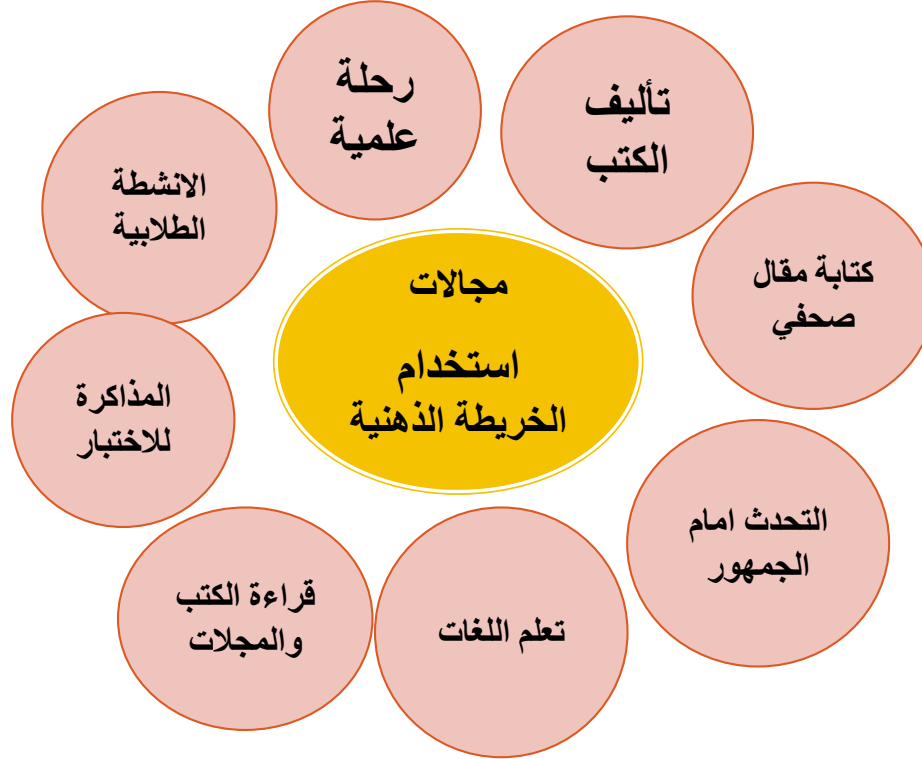 مجالات
استخدام
الخريطة الذهنية
تأليف
الكتب
كتابة مقال
صحفي
التحدث امام
الجمهور
تعلم اللغات
قراءة الكتب
والمجلات
المذاكرة
للاختبار
الانشطة
الطلابية
رحلة
علمية